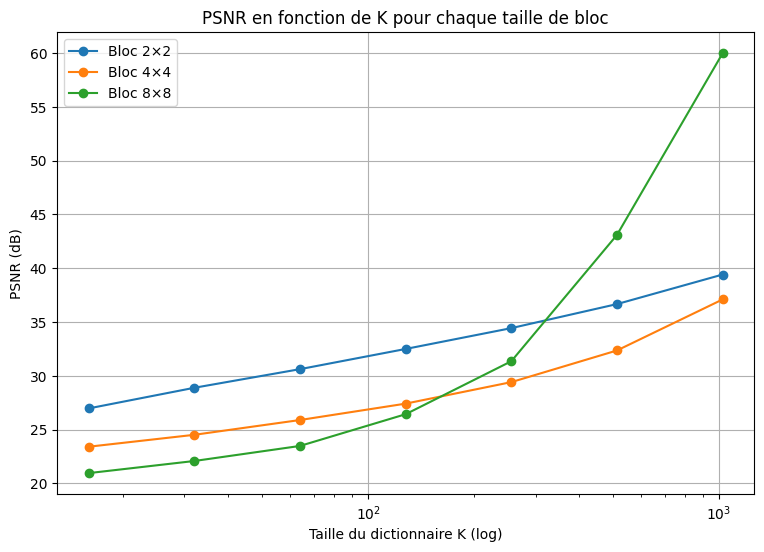 PSNR en fonction de K pour chaque taille de bloc
Bloc 2×2
Bloc 4×4
Bloc 8×8
60
55
50
45
40
35
30
25
20
PSNR (dB)
10²
10³
Taille du dictionnaire K (log)